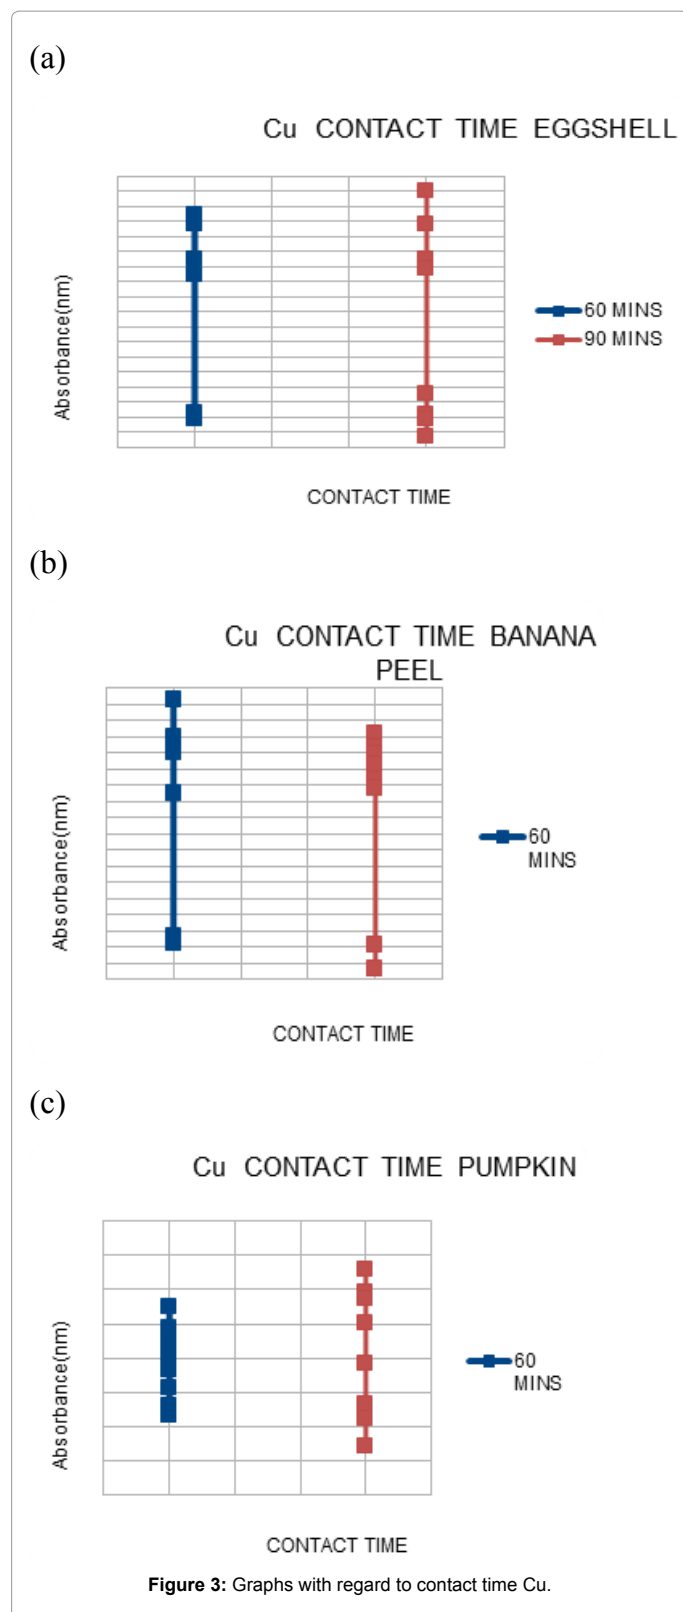 (a)
Cu CONTACT TIME EGGSHELL
Absorbance(nm)
60 MINS
90 MINS
CONTACT TIME
(b)
Cu CONTACT TIME BANANA
PEEL
Absorbance(nm)
60
MINS
CONTACT TIME
(c)
Cu CONTACT TIME PUMPKIN
Absorbance(nm)
60
MINS
CONTACT TIME
Figure 3: Graphs with regard to contact time Cu.